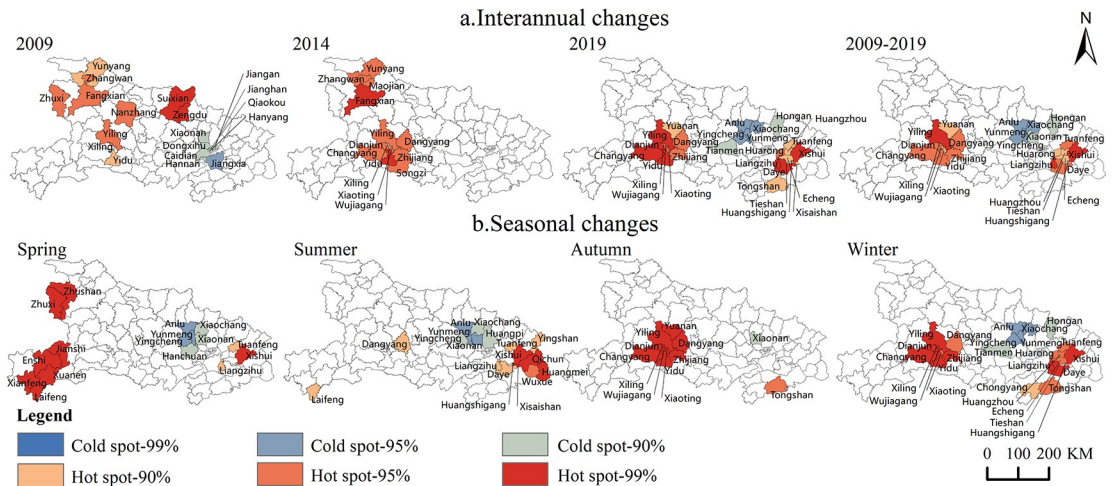 a.Interannual changes
N
2009
2014
2019
2009-2019
Yunyang
Zhangwan
Zhuxi
Fangxian
Nanzhang
Suixian
Zengdu
Yiling
Xiling
Yidu
Xiaonan
Dongxihu
Caidian
Hannan
Jiangxia
Jiangan
Jianghan
Qiaokou
Hanyang
Yunyang
Zhangwan
Maojian
Fangxian
Yiling
Dangyang
Dianjun
Changyang
Zhijiang
Yidu
Songzi
Xiling
Xiaoting
Wujiagang
Yiling
Yuanan
Dianjun
Dangyang
Changyang
Zhijiang
Yidu
Xiling
Wujiagang
Xiaoting
Anlu
Yingcheng
Xiaochang
Yunmeng
Tianmen
Hongan
Huangzhou
Huarong
Tuanfeng
Liangzihu
Xishui
Daye
Tongshan
Echeng
Tieshan
Huangshigang
Xisaishan
Yiling
Yuanan
Dianjun
Dangyang
Changyang
Zhijiang
Yidu
Xiling
Wujiagang
Xiaoting
Anlu
Hongan
Yunmeng
Xiaochang
Yingcheng
Tuanfeng
Huarong
Xishui
Liangzihu
Daye
Huangzhou
Tieshan
Huangshigang
Echeng
b.Seasonal changes
Spring
Summer
Autumn
Winter
Zhushan
Zhuxi
Jianshi
Enshi
Xuanen
Xianfeng
Laifeng
Anlu
Xiaochang
Yunmeng
Yingcheng
Xiaonan
Hanchuan
Tuanfeng
Xishui
Liangzihu
Dangyang
Laifeng
Anlu
Xiaochang
Yunmeng
Huangpi
Yingcheng
Xiaonan
Tuanfeng
Yingshan
Xishui
Qichun
Liangzihu
Huangmei
Daye
Wuxue
Huangshigang
Xisaishan
Yiling
Yuanan
Dianjun
Dangyang
Changyang
Zhijiang
Yidu
Xiling
Wujiagang
Xiaoting
Xiaonan
Tongshan
Yiling
Dangyang
Dianjun
Zhijiang
Changyang
Yidu
Xiling
Wujiagang
Xiaoting
Anlu
Hongan
Xiaochang
Yingcheng
Yunmeng
Tuanfeng
Tianmen
Huarong
Xishui
Daye
Chongyang
Tongshan
Huangzhou
Echeng
Tieshan
Huangshigang
Legend
Cold spot-99%
Cold spot-95%
Cold spot-90%
Hot spot-90%
Hot spot-95%
Hot spot-99%
0 100 200 KM